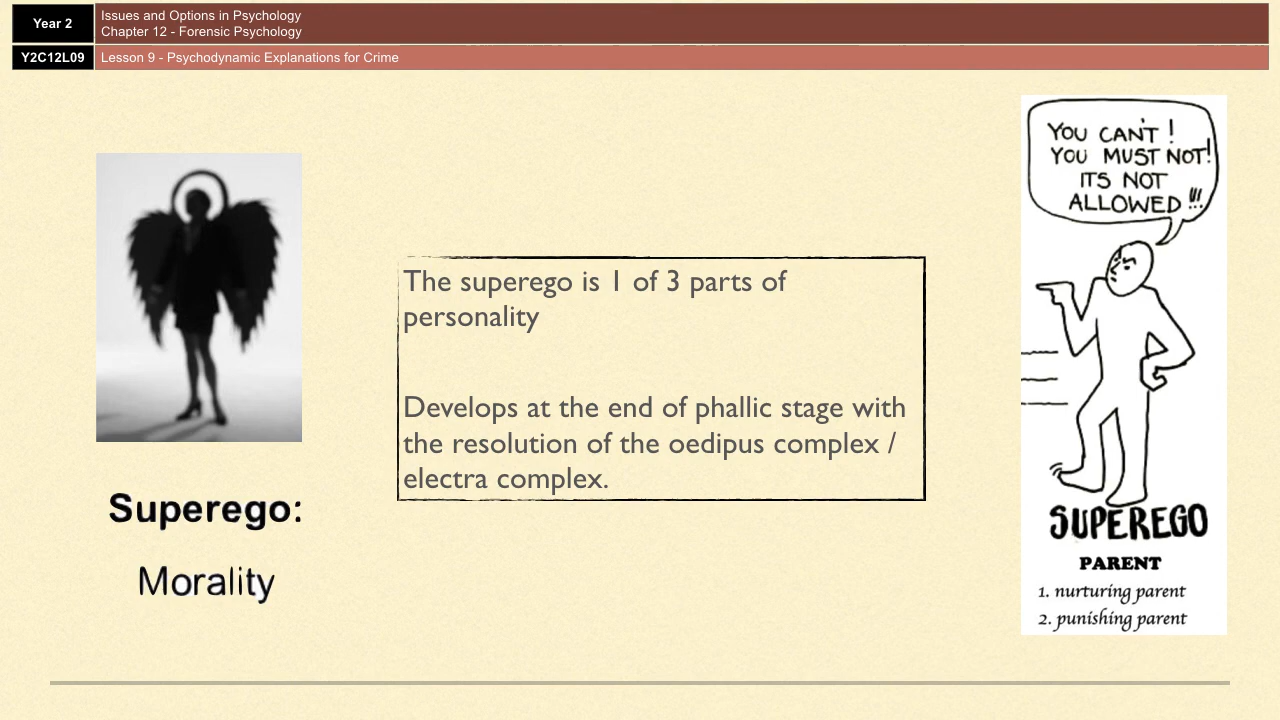 Year 2
Issues and Options in Psychology
Chapter 12 - Forensic Psychology
Y2C12L09
Lesson 9 - Psychodynamic Explanations for Crime
Superego:
Morality
The superego is 1 of 3 parts of
personality
Develops at the end of phallic stage with
the resolution of the oedipus complex /
electra complex.
YOU CAN'T !
YOU MUST NOT!
ITS NOT
ALLOWED !!!
SUPEREGO
PARENT
1. nurturing parent
2. punishing parent